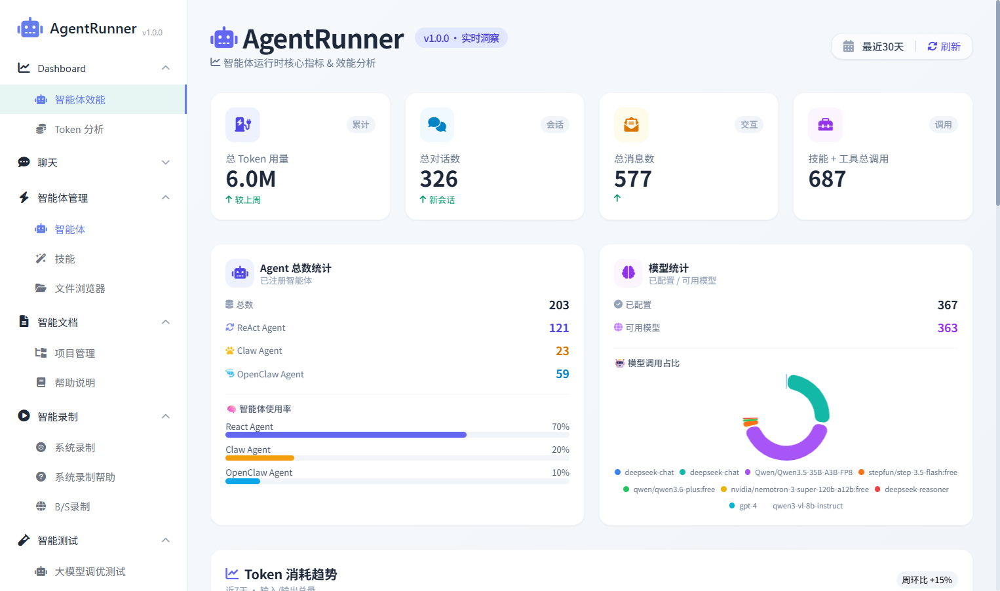 AgentRunner v1.0.0
Dashboard
智能体效能
Token 分析
聊天
智能体管理
智能体
技能
文件浏览器
智能文档
项目管理
帮助说明
智能录制
系统录制
系统录制帮助
B/S录制
智能测试
大模型调优测试
AgentRunner
v1.0.0 • 实时洞察
智能体运行时核心指标 & 效能分析
最近30天
刷新
累计
总 Token 用量
6.0M
较上周
会话
总对话数
326
新会话
交互
总消息数
577
调用
技能 + 工具总调用
687
Agent 总数统计
已注册智能体
总数 203
ReAct Agent 121
Claw Agent 23
OpenClaw Agent 59
智能体使用率
React Agent 70%
Claw Agent 20%
OpenClaw Agent 10%
模型统计
已配置 / 可用模型
已配置 367
可用模型 363
模型调用占比
deepseek-chat deepseek-chat Qwen/Qwen3.5-35B-A3B-FP8 stepfun/step-3.5-flash:free
qwen/qwen3.6-plus:free nvidia/nemotron-3-super-120b-a12b:free deepseek-reasoner
gpt-4 qwen3-vl-8b-instruct
Token 消耗趋势
近7天 • 输入/输出总量
周环比 +15%